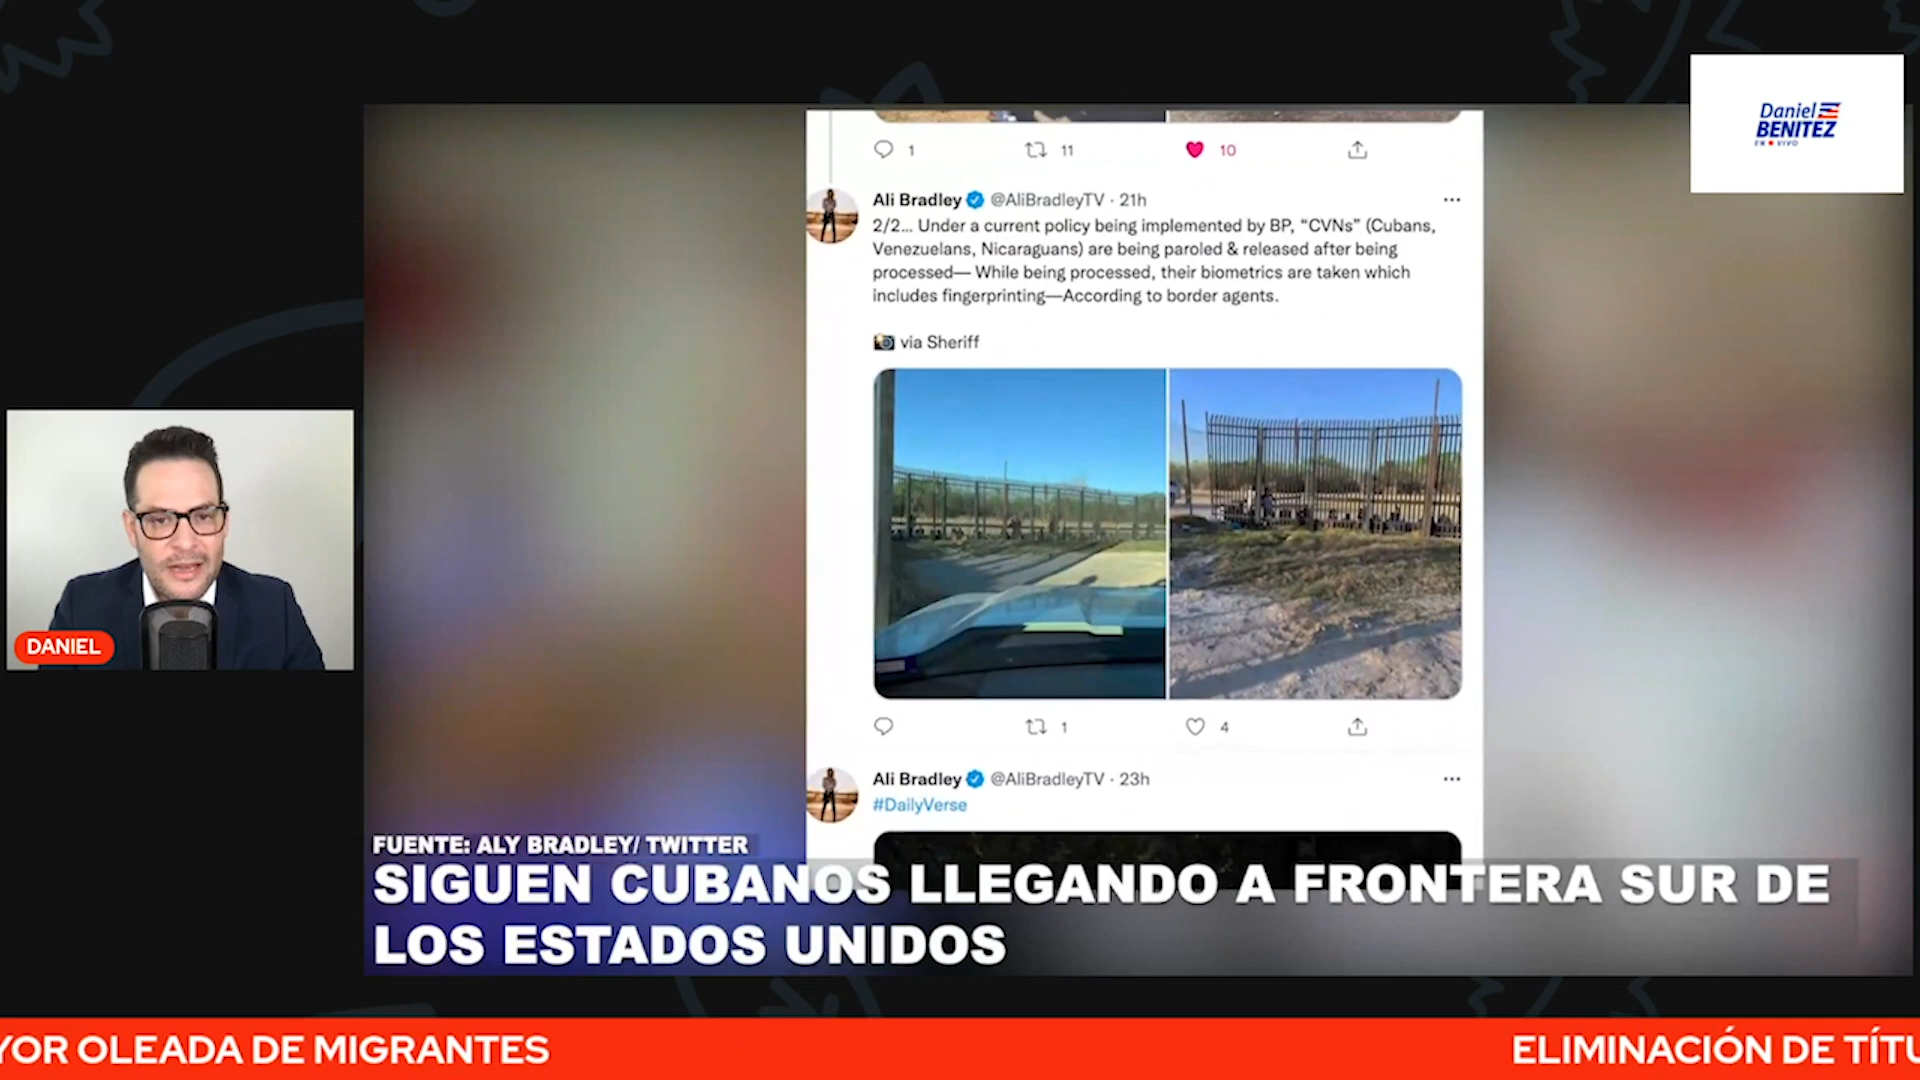 Daniel
BENITEZ
EN VIVO
1 11 10
Ali Bradley @AliBradleyTV · 21h
2/2... Under a current policy being implemented by BP, “CVNs” (Cubans,
Venezuelans, Nicaraguans) are being paroled & released after being
processed— While being processed, their biometrics are taken which
includes fingerprinting—According to border agents.
via Sheriff
1 4
Ali Bradley @AliBradleyTV · 23h
#DailyVerse
DANIEL
FUENTE: ALY BRADLEY/ TWITTER
SIGUEN CUBANOS LLEGANDO A FRONTERA SUR DE
LOS ESTADOS UNIDOS
YOR OLEADA DE MIGRANTES
ELIMINACIÓN DE TÍTU